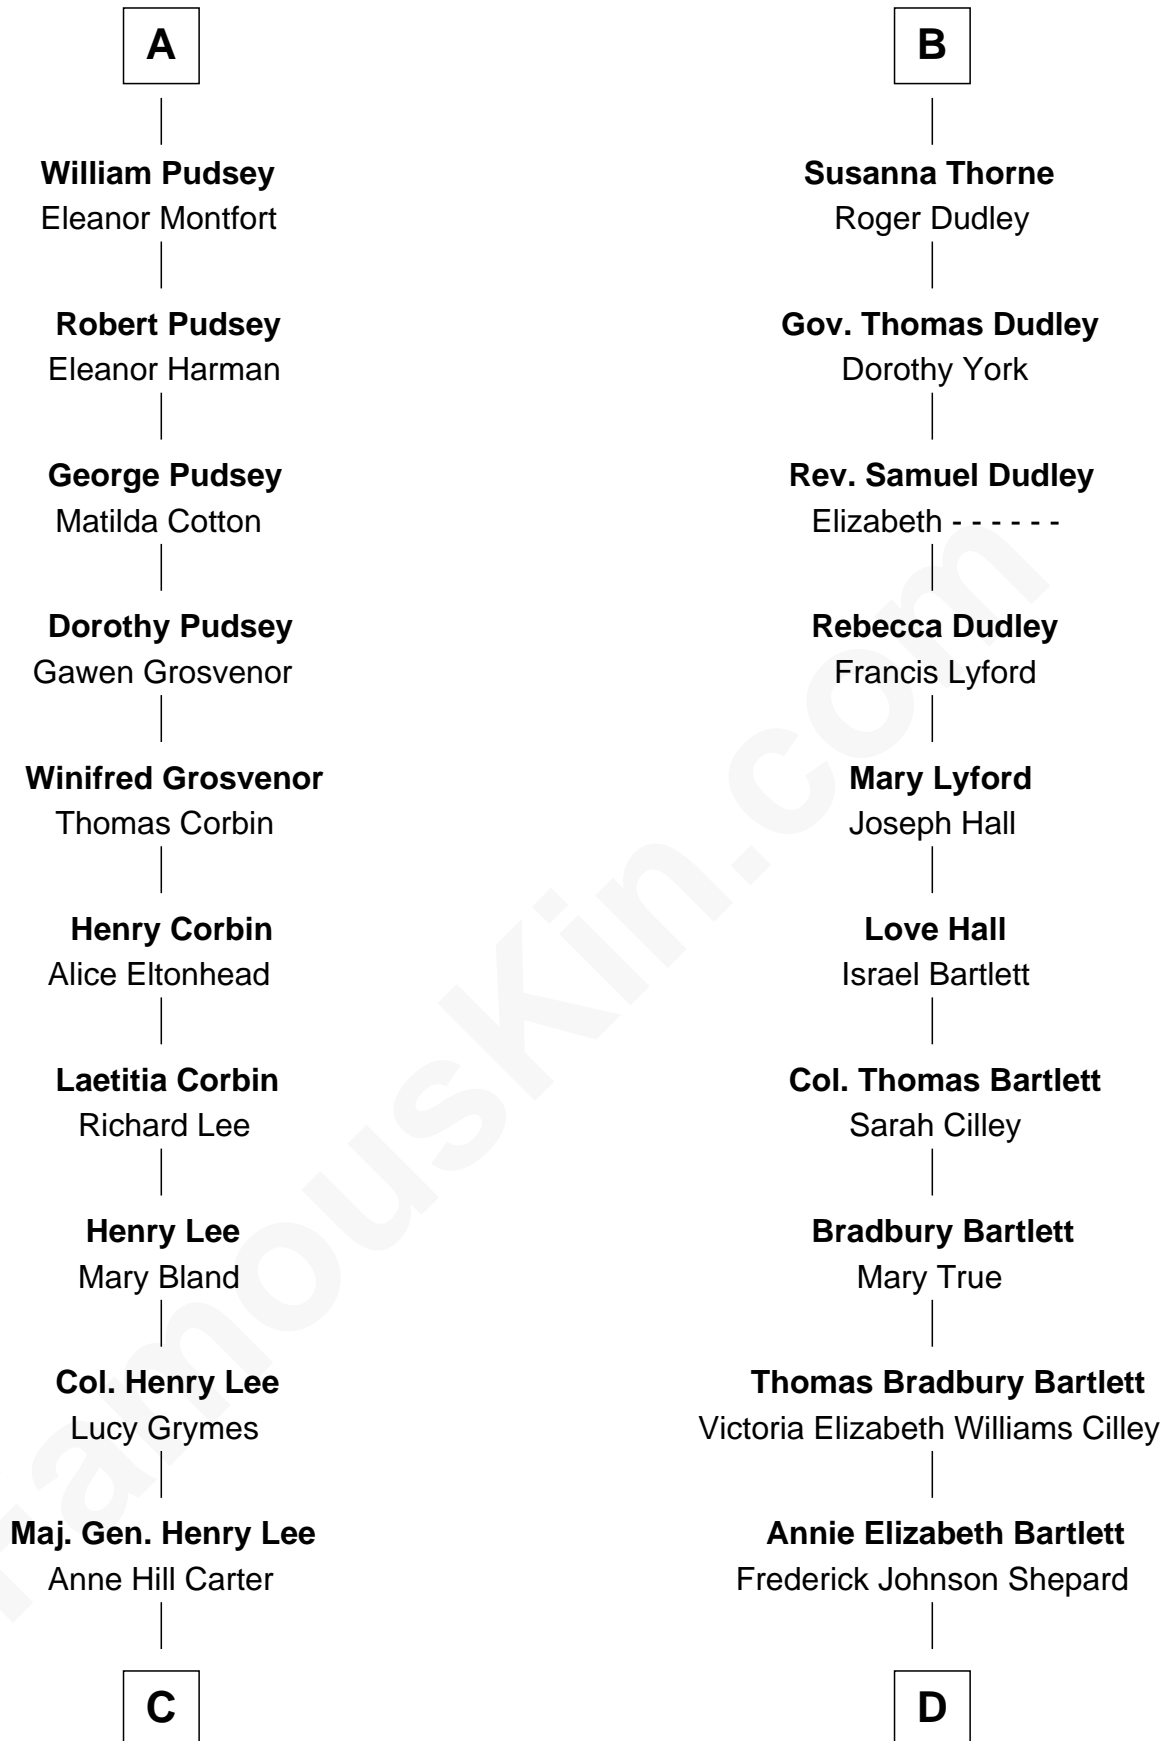 A
William Pudsey
Eleanor Montfort
Robert Pudsey
Eleanor Harman
George Pudsey
Matilda Cotton
Dorothy Pudsey
Gawen Grosvenor
Winifred Grosvenor
Thomas Corbin
Henry Corbin
Alice Eltonhead
Laetitia Corbin
Richard Lee
Henry Lee
Mary Bland
Col. Henry Lee
Lucy Grymes
Maj. Gen. Henry Lee
Anne Hill Carter
C
B
Susanna Thorne
Roger Dudley
Gov. Thomas Dudley
Dorothy York
Rev. Samuel Dudley
Elizabeth - - - - - -
Rebecca Dudley
Francis Lyford
Mary Lyford
Joseph Hall
Love Hall
Israel Bartlett
Col. Thomas Bartlett
Sarah Cilley
Bradbury Bartlett
Mary True
Thomas Bradbury Bartlett
Victoria Elizabeth Williams Cilley
Annie Elizabeth Bartlett
Frederick Johnson Shepard
D
FamousKin.com